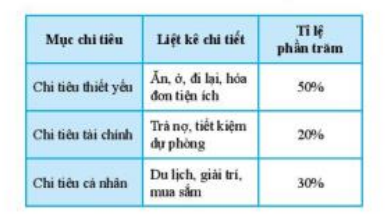 Mục chi tiêu
Liệt kê chi tiết
Tỉ lệ
phần trăm
Chi tiêu thiết yếu
Ăn, ở, đi lại, hóa
đơn tiện ích
50%
Chi tiêu tài chính
Trả nợ, tiết kiệm
dự phòng
20%
Chi tiêu cá nhân
Du lịch, giải trí,
mua sắm
30%